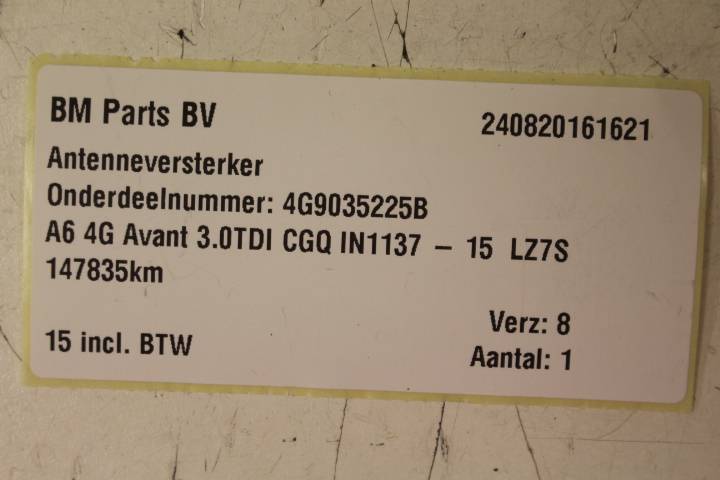 BM Parts BV 240820161621
Antenneversterker
Onderdeelnummer: 4G9035225B
A6 4G Avant 3.0TDI CGQ IN1137 – 15 LZ7S
147835km
Verz: 8
15 incl. BTW
Aantal: 1